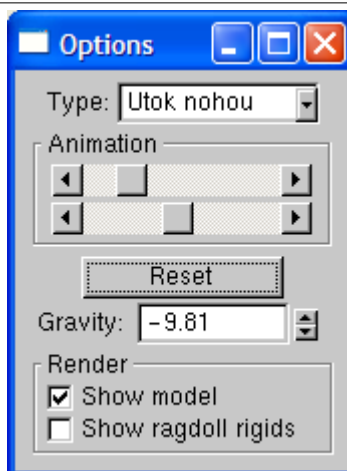 Options
Type: Utok nohou
Animation
Reset
Gravity: -9.81
Render
Show model
Show ragdoll rigids